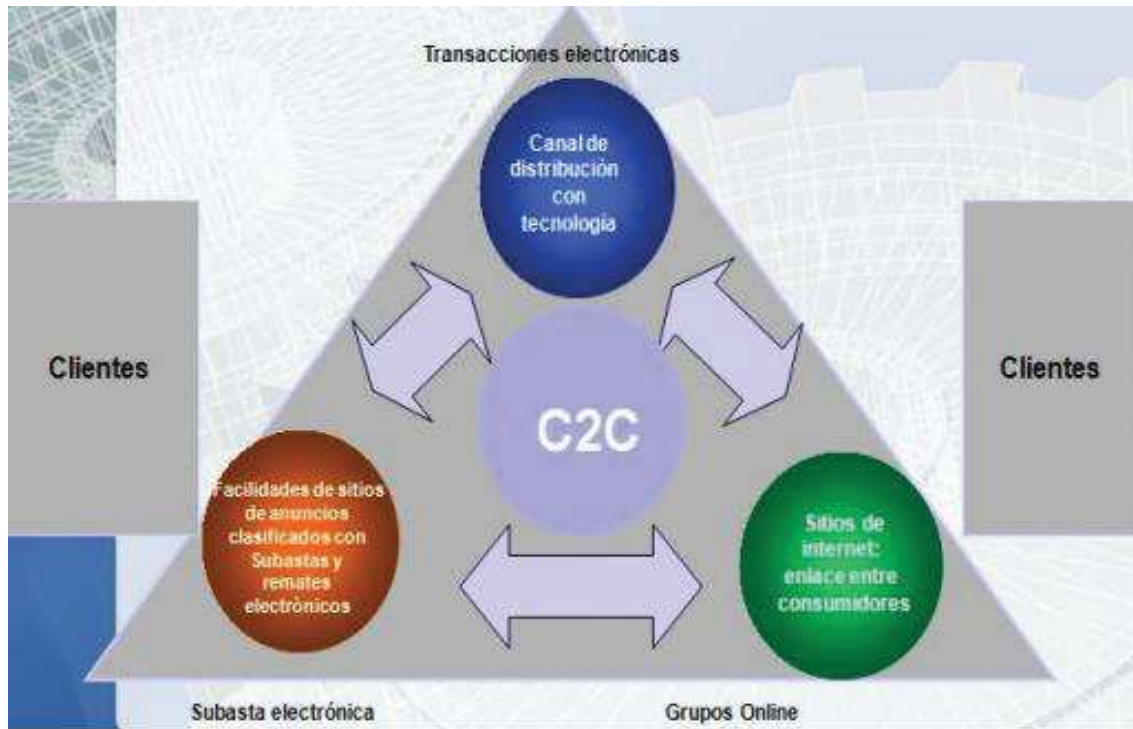 Transacciones electrónicas
Canal de
distribución
con
tecnología
Clientes
Clientes
C2C
Facilidades de sitios
de anuncios
clasificados con
Subastas y
remates
electrónicos
Sitios de
internet:
enlace entre
consumidores
Subasta electrónica
Grupos Online